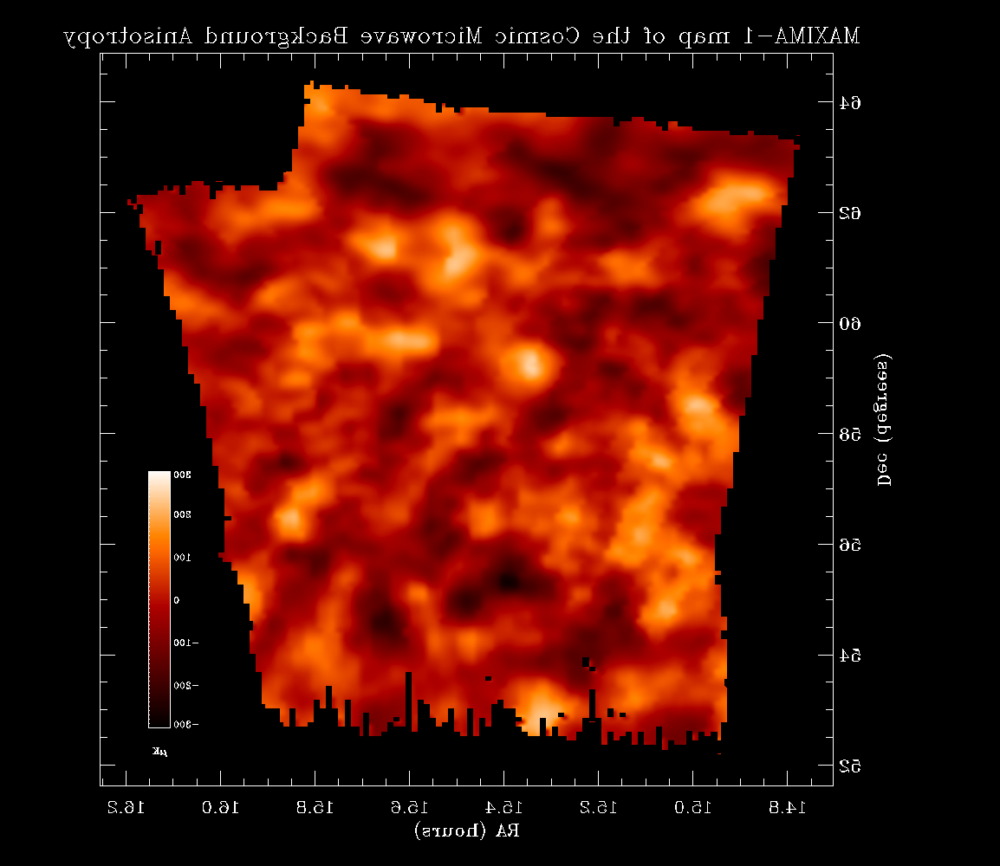 MAXIMA-1 map of the Cosmic Microwave Background Anisotropy
64
62
60
58
56
54
52
Dec (degrees)
300
200
100
0
-100
-200
-300
μK
14.8 15.0 15.2 15.4 15.6 15.8 16.0 16.2
RA (hours)